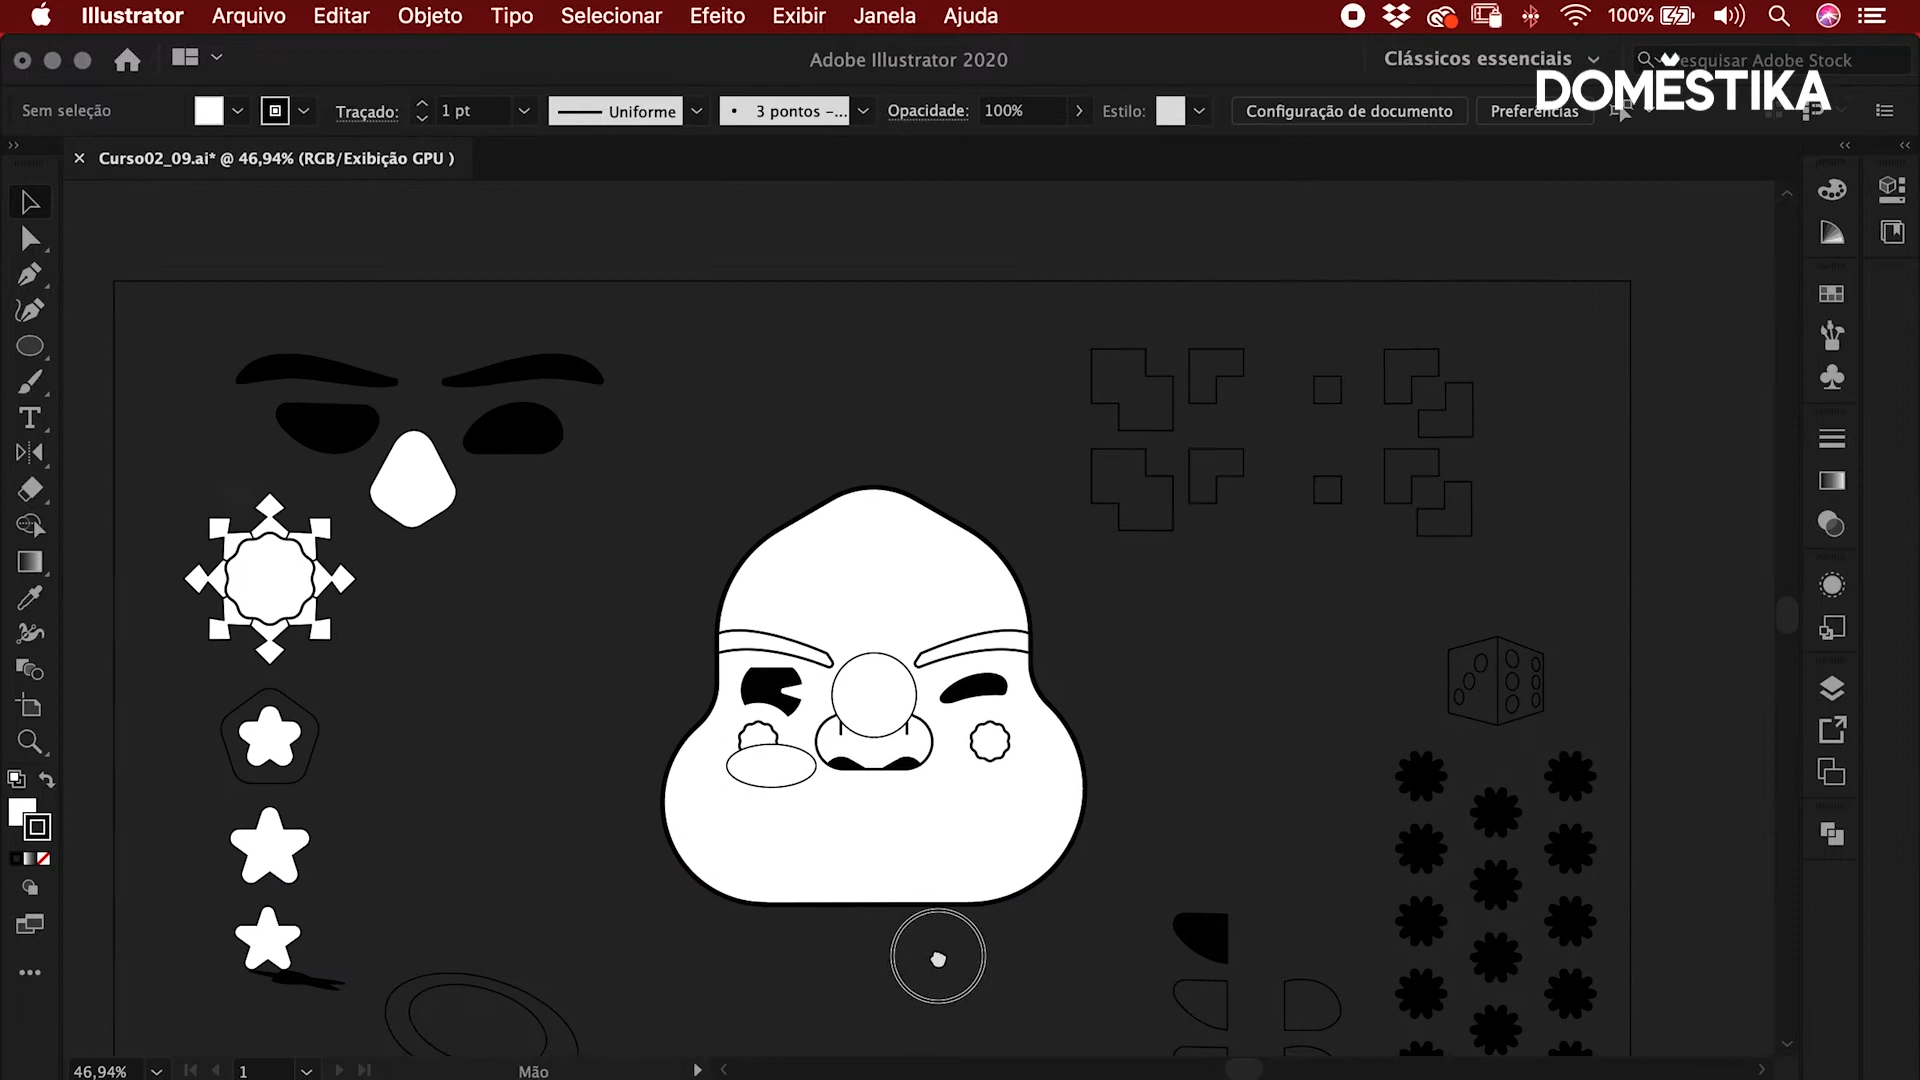 Illustrator Arquivo Editar Objeto Tipo Selecionar Efeito Exibir Janela Ajuda 100%
Adobe Illustrator 2020 Clássicos essenciais Pesquisar Adobe Stock
DOMESTIKA
Sem seleção Traçado: 1 pt Uniforme 3 pontos –... Opacidade: 100% Estilo: Configuração de documento Preferências
Curso02_09.ai* @ 46,94% (RGB/Exibição GPU )
46,94% 1 Mão